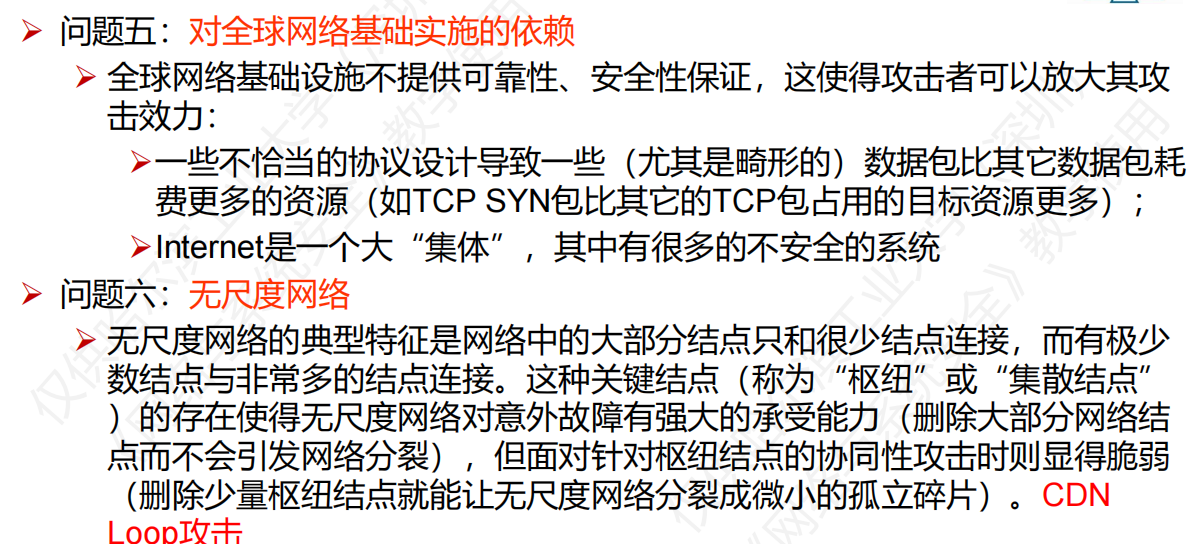 ➢ 问题五：对全球网络基础实施的依赖
➢ 全球网络基础设施不提供可靠性、安全性保证，这使得攻击者可以放大其攻
击效力：
➢一些不恰当的协议设计导致一些（尤其是畸形的）数据包比其它数据包耗
费更多的资源（如TCP SYN包比其它的TCP包占用的目标资源更多）；
➢Internet是一个大“集体”，其中有很多的不安全的系统
➢ 问题六：无尺度网络
➢ 无尺度网络的典型特征是网络中的大部分结点只和很少结点连接，而有极少
数结点与非常多的结点连接。这种关键结点（称为“枢纽”或“集散结点”
）的存在使得无尺度网络对意外故障有强大的承受能力（删除大部分网络结
点而不会引发网络分裂），但面对针对枢纽结点的协同性攻击时则显得脆弱
（删除少量枢纽结点就能让无尺度网络分裂成微小的孤立碎片）。CDN
Loop攻击